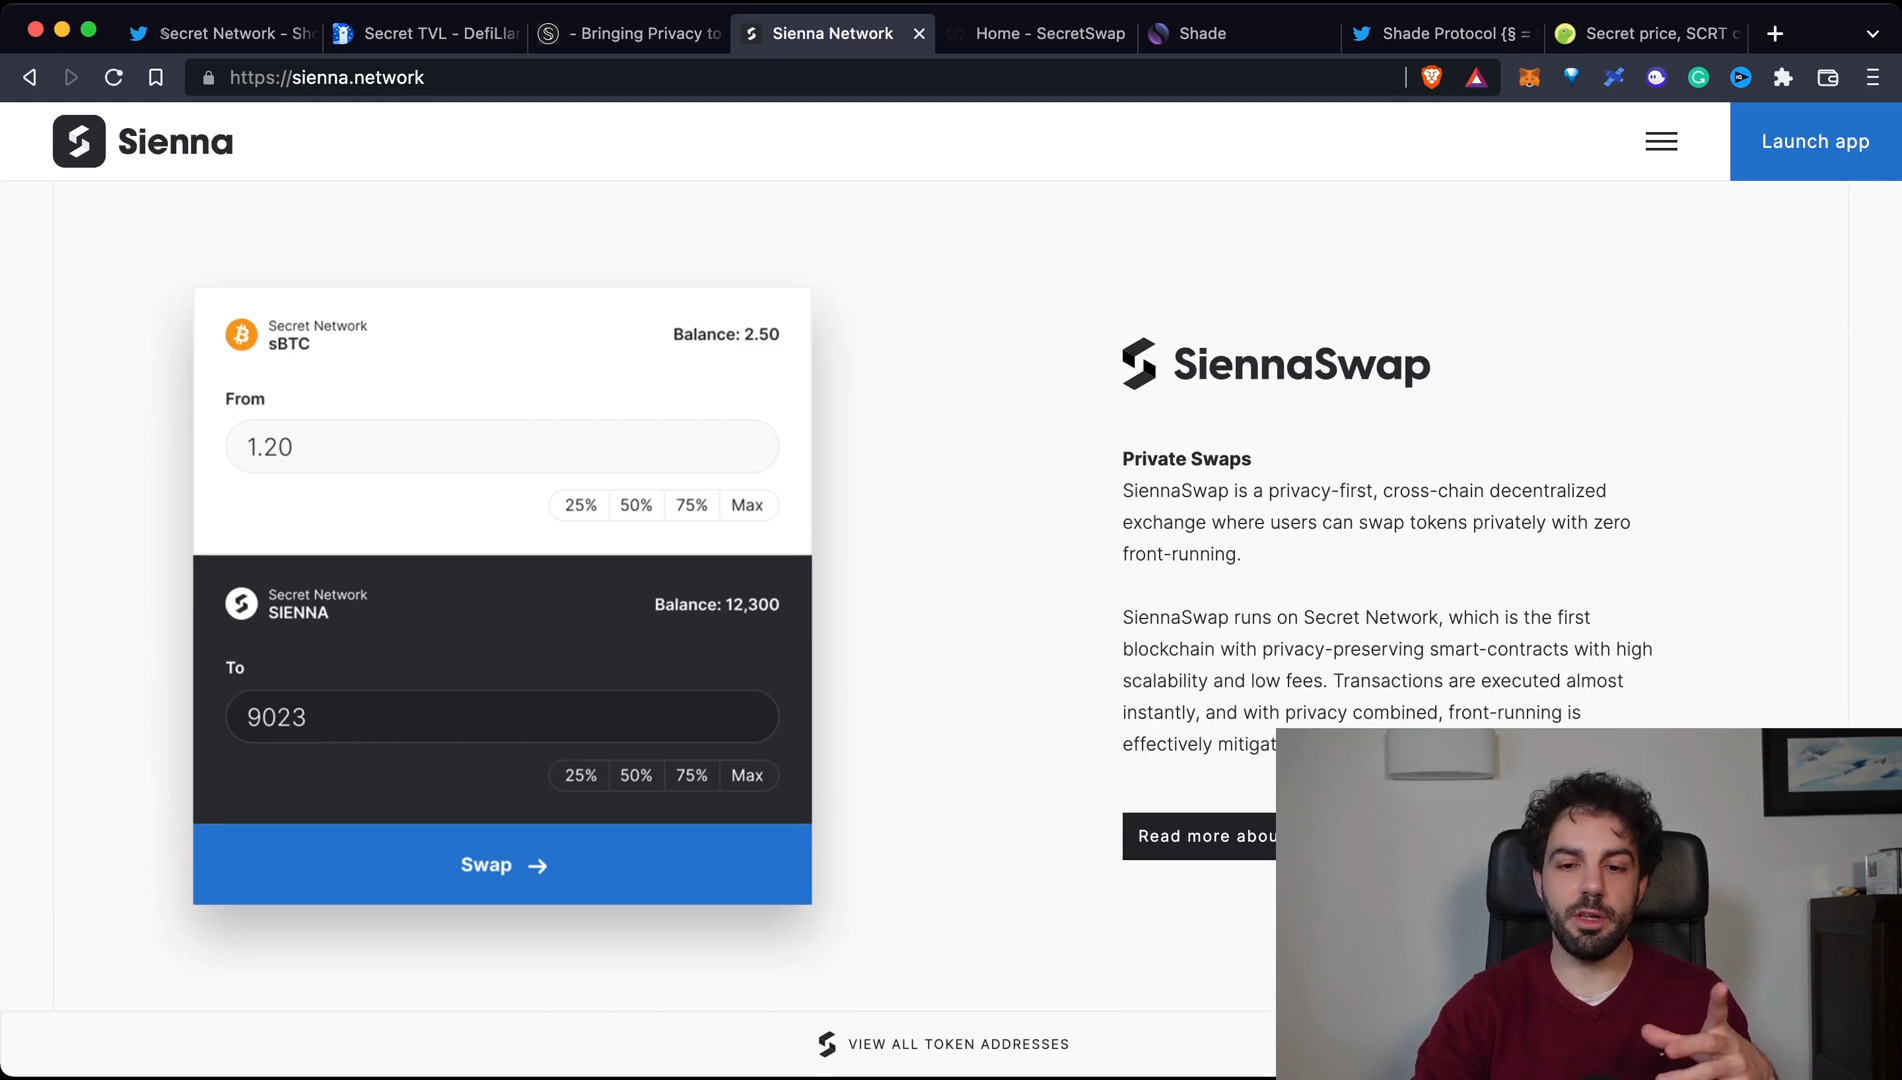 Secret Network - Sh
Secret TVL - DefiLlar
- Bringing Privacy to
Sienna Network
Home - SecretSwap
Shade
Shade Protocol {§ =
Secret price, SCRT c
https://sienna.network
Sienna
Launch app
Secret Network
sBTC
Balance: 2.50
From
1.20
25% 50% 75% Max
Secret Network
SIENNA
Balance: 12,300
To
9023
25% 50% 75% Max
Swap →
SiennaSwap
Private Swaps
SiennaSwap is a privacy-first, cross-chain decentralized
exchange where users can swap tokens privately with zero
front-running.
SiennaSwap runs on Secret Network, which is the first
blockchain with privacy-preserving smart-contracts with high
scalability and low fees. Transactions are executed almost
instantly, and with privacy combined, front-running is
effectively mitigat
Read more abou
VIEW ALL TOKEN ADDRESSES